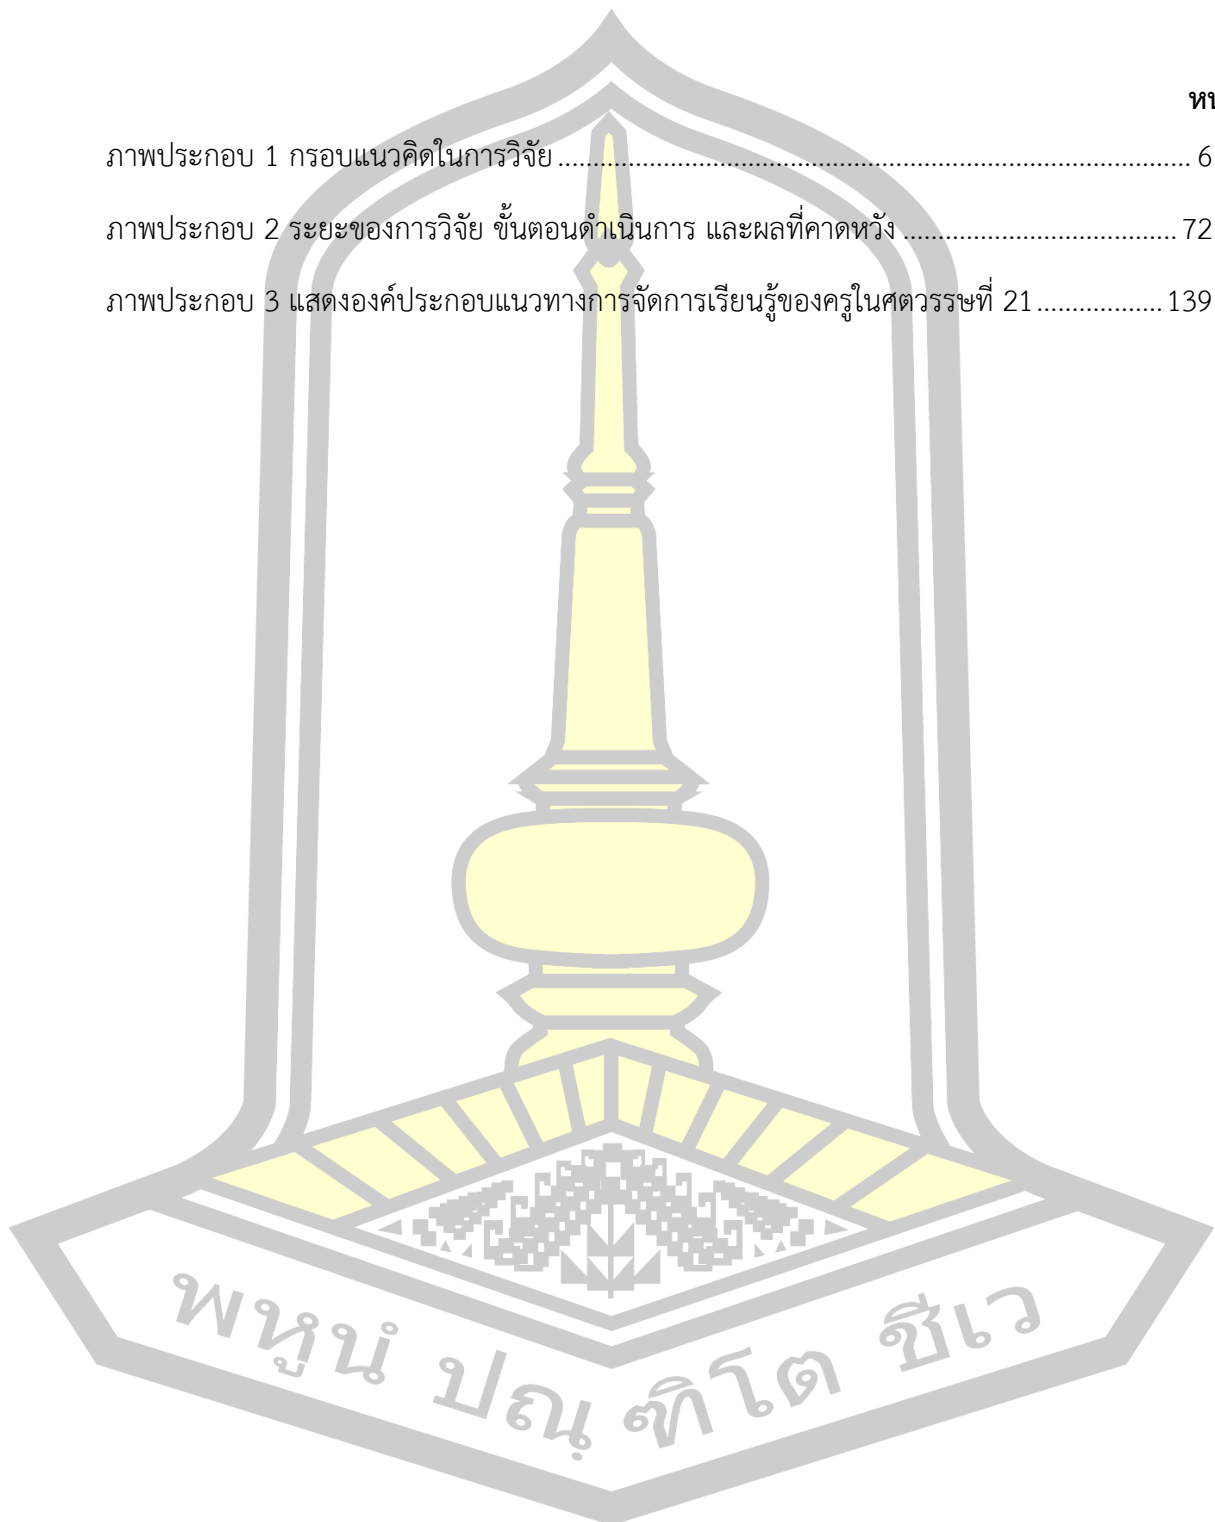 ภาพประกอบ 1 กรอบแนวคิดในการวิจัย ........................................................................................ 6
ภาพประกอบ 2 ระยะของการวิจัย ขั้นตอนดำเนินการ และผลที่คาดหวัง ...................................... 72
ภาพประกอบ 3 แสดงองค์ประกอบแนวทางการจัดการเรียนรู้ของครูในศตวรรษที่ 21 .................. 139
พหูนํ ปณฺ ฑิโต ชีเว